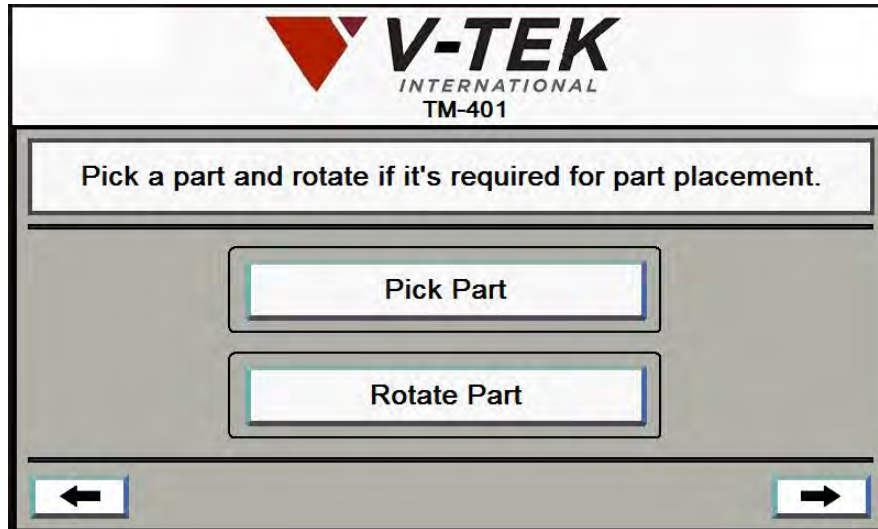 V-TEK
INTERNATIONAL
TM-401
Pick a part and rotate if it's required for part placement.
Pick Part
Rotate Part